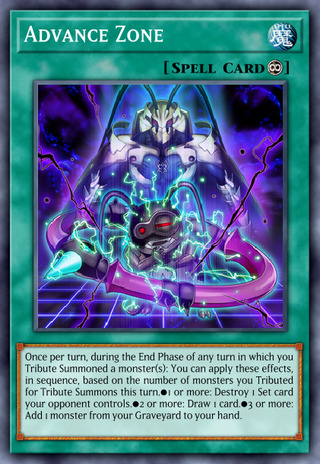 ADVANCE ZONE
魔
[SPELL CARD∞]
Once per turn, during the End Phase of any turn in which you
Tribute Summoned a monster(s): You can apply these effects,
in sequence, based on the number of monsters you Tributed
for Tribute Summons this turn.●1 or more: Destroy 1 Set card
your opponent controls.●2 or more: Draw 1 card.●3 or more:
Add 1 monster from your Graveyard to your hand.